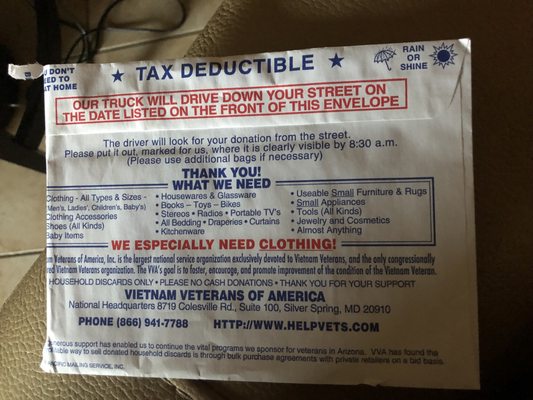 U DON'T
EED TO
AT HOME
TAX DEDUCTIBLE
RAIN
OR
SHINE
OUR TRUCK WILL DRIVE DOWN YOUR STREET ON
THE DATE LISTED ON THE FRONT OF THIS ENVELOPE
The driver will look for your donation from the street.
Please put it out, marked for us, where it is clearly visible by 8:30 a.m.
(Please use additional bags if necessary)
THANK YOU!
WHAT WE NEED
Clothing - All Types & Sizes -
(Men's, Ladies', Children's, Baby's)
Clothing Accessories
Shoes (All Kinds)
Baby Items
• Housewares & Glassware
• Books – Toys – Bikes
• Stereos • Radios • Portable TV's
• All Bedding • Draperies • Curtains
• Kitchenware
• Useable Small Furniture & Rugs
• Small Appliances
• Tools (All Kinds)
• Jewelry and Cosmetics
• Almost Anything
WE ESPECIALLY NEED CLOTHING!
m Veterans of America, Inc. is the largest national service organization exclusively devoted to Vietnam Veterans, and the only congressionally
ed Vietnam Veterans organization. The VVA's goal is to foster, encourage, and promote improvement of the condition of the Vietnam Veteran.
HOUSEHOLD DISCARDS ONLY • PLEASE NO CASH DONATIONS • THANK YOU FOR YOUR SUPPORT
VIETNAM VETERANS OF AMERICA
National Headquarters 8719 Colesville Rd., Suite 100, Silver Spring, MD 20910
PHONE (866) 941-7788 HTTP://WWW.HELPVETS.COM
enerous support has enabled us to continue the vital programs we sponsor for veterans in Arizona. VVA has found the
ofitable way to sell donated household discards is through bulk purchase agreements with private retailers on a bid basis.
PACIFIC MAILING SERVICE, INC.